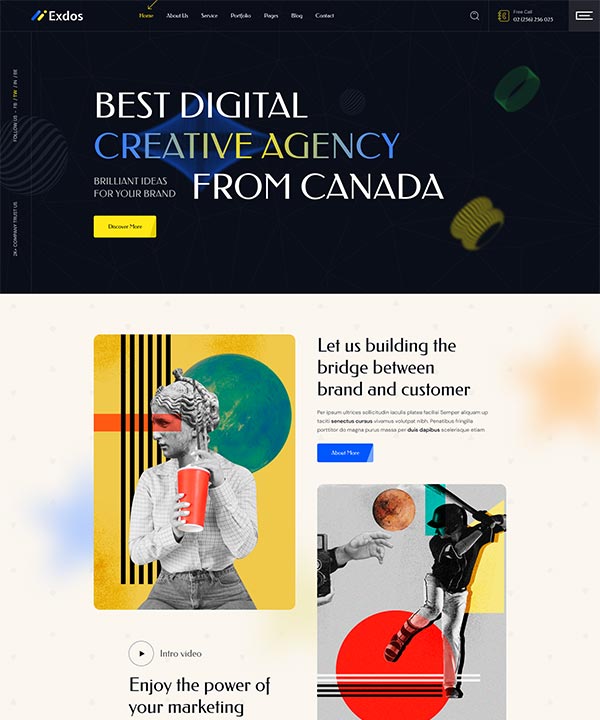 Exdos
Home About Us Service Portfolio Pages Blog Contact
Free Call
02 (256) 256 025
FOLLOW US - FB / TW / IN / BE
2K+ COMPANY TRUST US
BEST DIGITAL
CREATIVE AGENCY
BRILLIANT IDEAS
FOR YOUR BRAND
FROM CANADA
Discover More
Let us building the
bridge between
brand and customer
Per ipsum ultrices sollicitudin iaculis platea facilisi Semper aliquam up
taciti senectus cursus vivamus volutpat nibh. Penatibus fringilla
porttitor do magna purus massa per duis dapibus scelerisque etiam
About More
Intro video
Enjoy the power of
your marketing